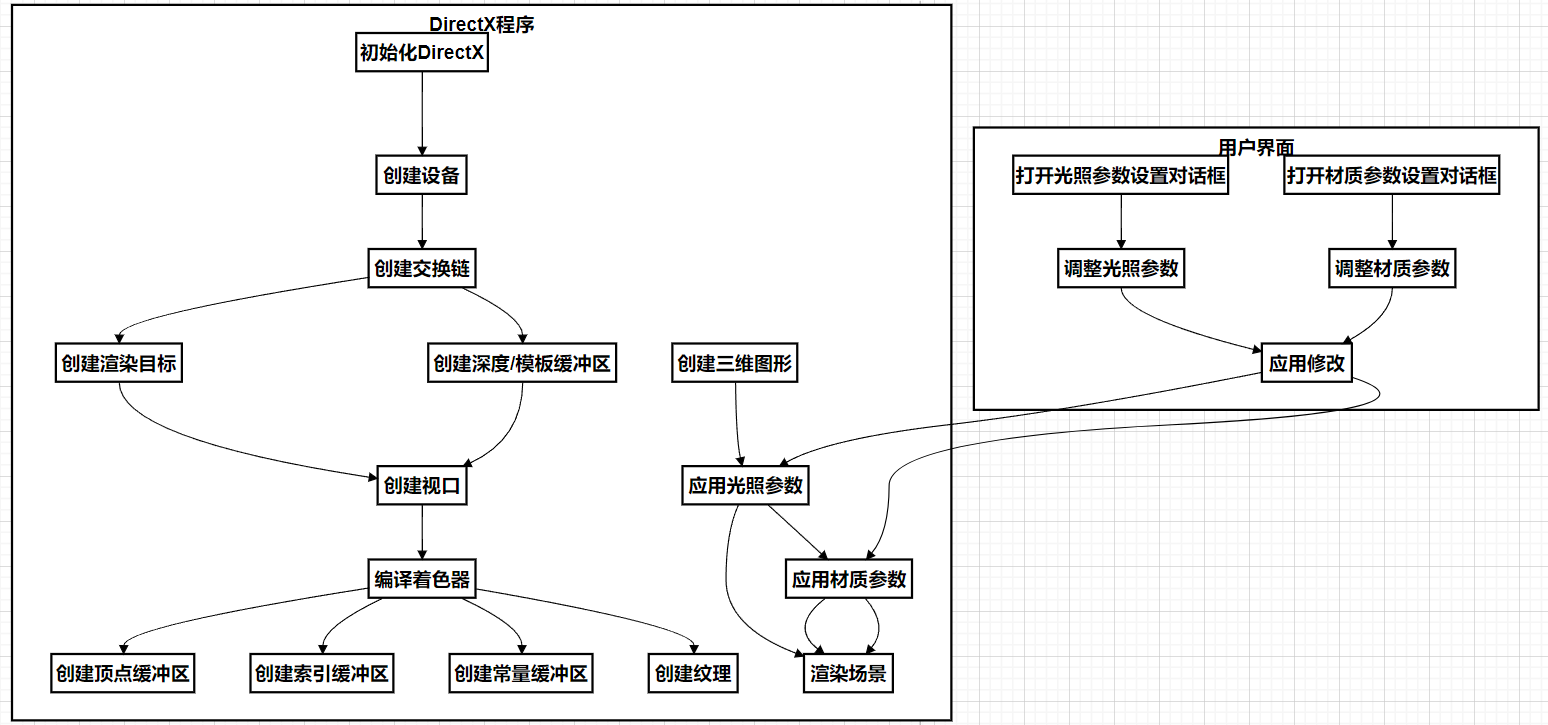 DirectX程序
初始化DirectX
创建设备
创建交换链
创建渲染目标
创建深度/模板缓冲区
创建三维图形
创建视口
应用光照参数
编译着色器
应用材质参数
创建顶点缓冲区
创建索引缓冲区
创建常量缓冲区
创建纹理
渲染场景
用户界面
打开光照参数设置对话框
打开材质参数设置对话框
调整光照参数
调整材质参数
应用修改